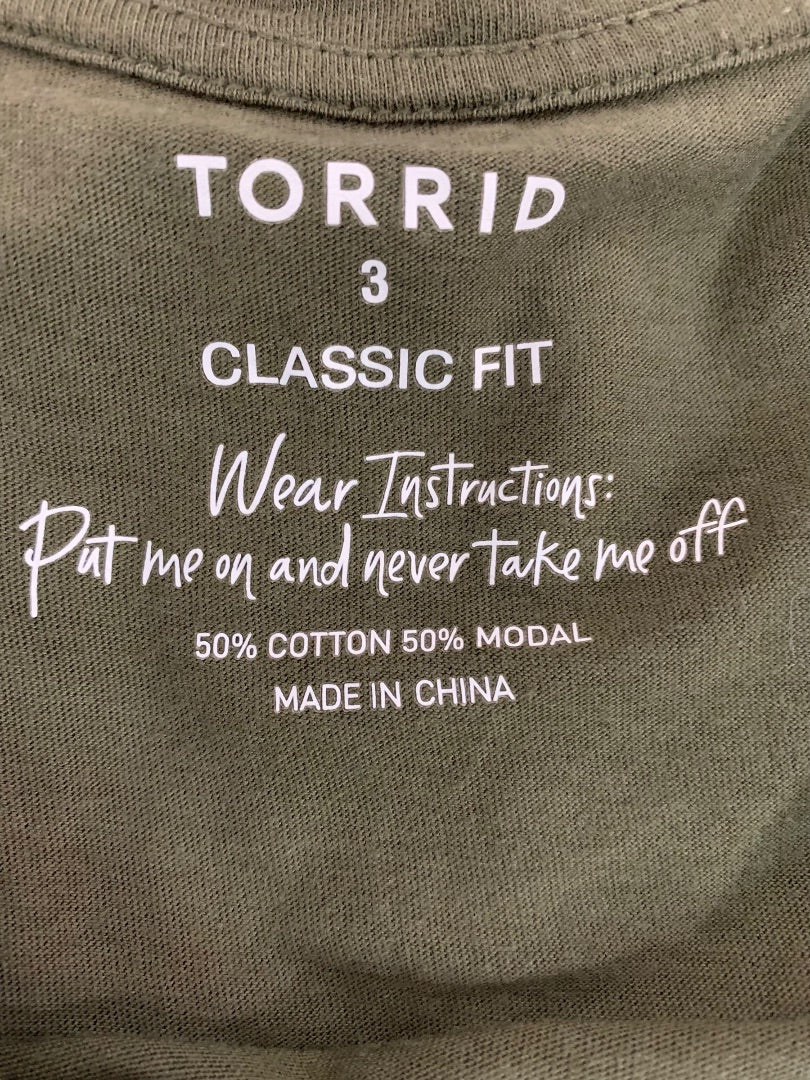 TORRID
3
CLASSIC FIT
Wear Instructions:
Put me on and never take me off
50% COTTON 50% MODAL
MADE IN CHINA